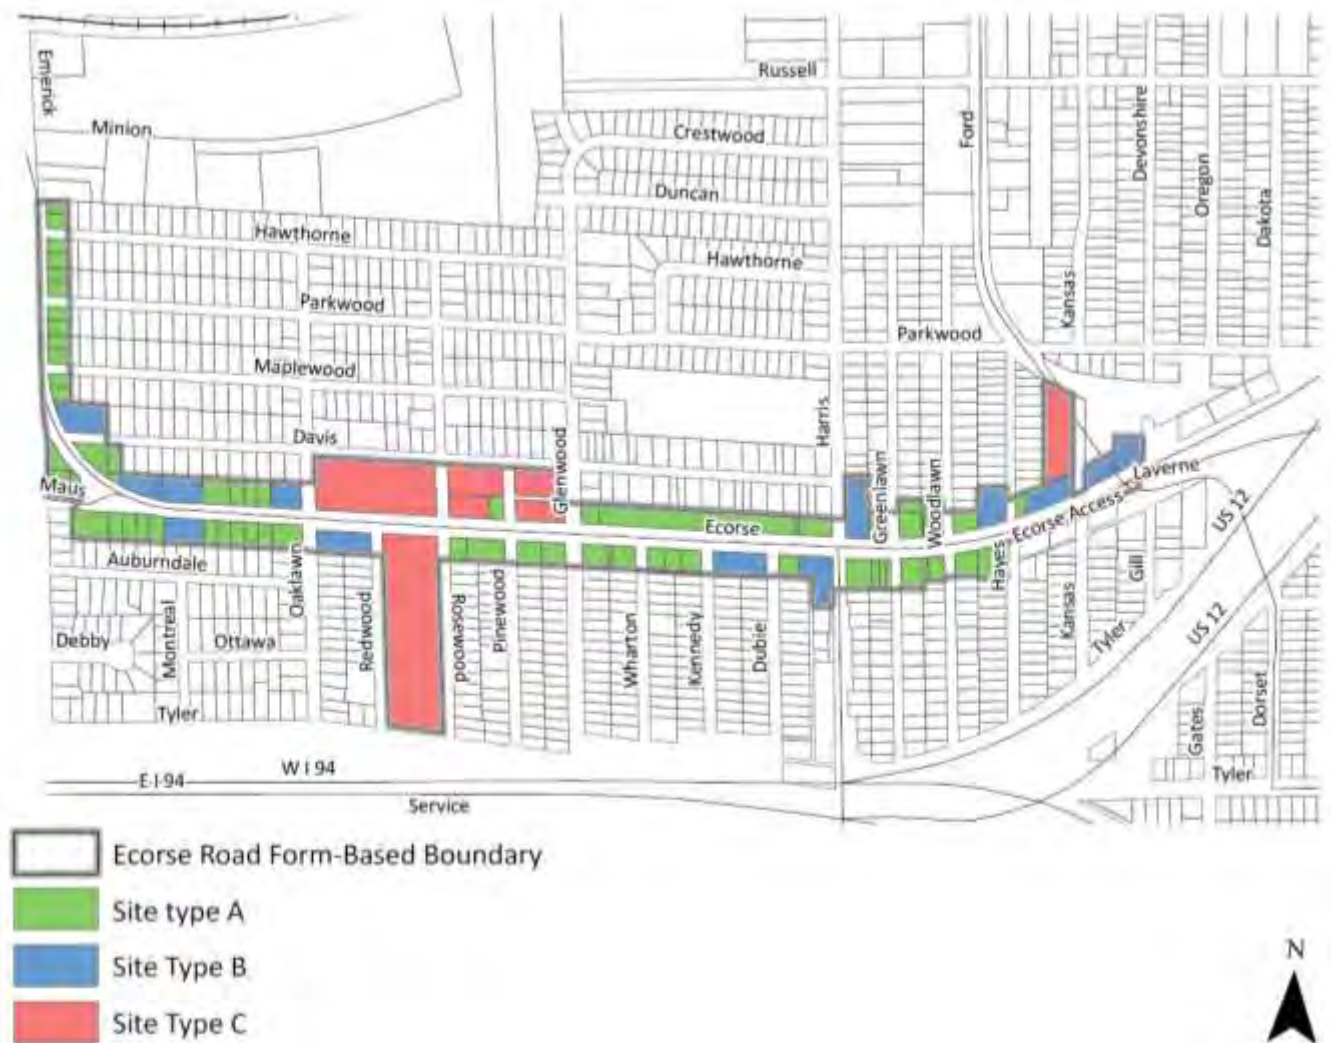 Emerick
Russell
Minion
Crestwood
Ford
Devonshire
Duncan
Oregon
Dakota
Hawthorne
Hawthorne
Kansas
Parkwood
Parkwood
Maplewood
Harris
Davis
Glenwood
Greenlawn
Woodlawn
Laverne
Maus
Ecorse
Ecorse Access
US 12
Auburndale
Oaklawn
Hayes
Gill
Kansas
Debby
Montreal
Ottawa
Redwood
Rosewood
Pinewood
Wharton
Kennedy
Dubie
Tyler
US 12
Tyler
Gates
Dorset
W I 94
E I 94
Tyler
Service
Ecorse Road Form-Based Boundary
Site type A
Site Type B
Site Type C
N